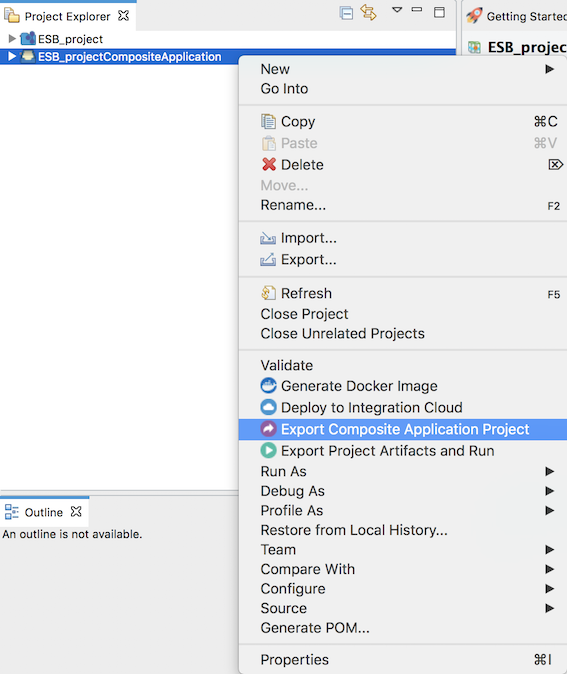 Project Explorer
Getting Started
ESB_project
ESB_projec
ESB_projectCompositeApplication
New
Go Into
Copy ⌘C
Paste ⌘V
Delete ⌦
Move...
Rename... F2
Import...
Export...
Refresh F5
Close Project
Close Unrelated Projects
Validate
Generate Docker Image
Deploy to Integration Cloud
Export Composite Application Project
Export Project Artifacts and Run
Run As
Debug As
Profile As
Restore from Local History...
Team
Compare With
Configure
Source
Generate POM...
Properties ⌘I
Outline
An outline is not available.